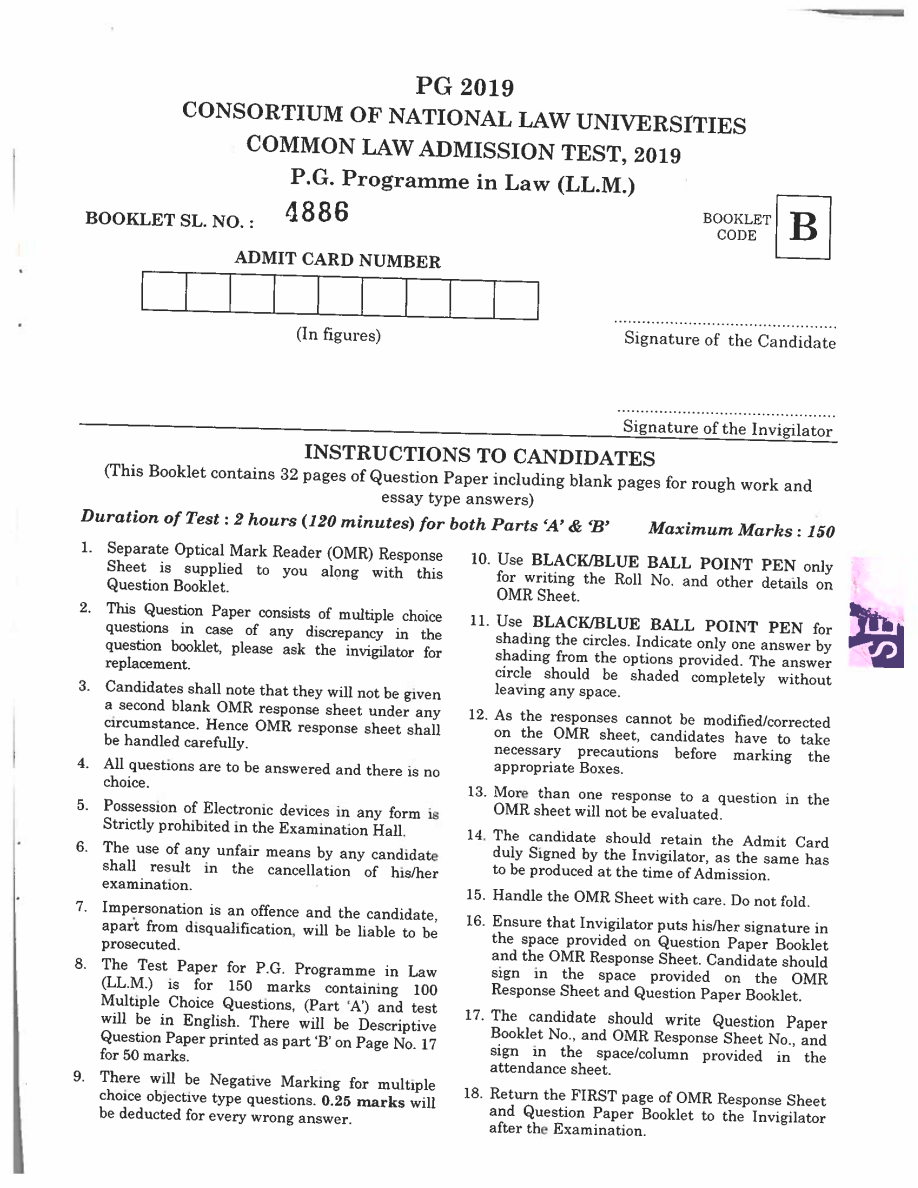 PG 2019
CONSORTIUM OF NATIONAL LAW UNIVERSITIES
COMMON LAW ADMISSION TEST, 2019
P.G. Programme in Law (LL.M.)
BOOKLET SL. NO. : 4886
BOOKLET
CODE
B
ADMIT CARD NUMBER
(In figures)
Signature of the Candidate
Signature of the Invigilator
INSTRUCTIONS TO CANDIDATES
(This Booklet contains 32 pages of Question Paper including blank pages for rough work and
essay type answers)
Duration of Test : 2 hours (120 minutes) for both Parts 'A' & 'B' Maximum Marks : 150
1. Separate Optical Mark Reader (OMR) Response
Sheet is supplied to you along with this
Question Booklet.
2. This Question Paper consists of multiple choice
questions in case of any discrepancy in the
question booklet, please ask the invigilator for
replacement.
3. Candidates shall note that they will not be given
a second blank OMR response sheet under any
circumstance. Hence OMR response sheet shall
be handled carefully.
4. All questions are to be answered and there is no
choice.
5. Possession of Electronic devices in any form is
Strictly prohibited in the Examination Hall.
6. The use of any unfair means by any candidate
shall result in the cancellation of his/her
examination.
7. Impersonation is an offence and the candidate,
apart from disqualification, will be liable to be
prosecuted.
8. The Test Paper for P.G. Programme in Law
(LL.M.) is for 150 marks containing 100
Multiple Choice Questions, (Part 'A') and test
will be in English. There will be Descriptive
Question Paper printed as part 'B' on Page No. 17
for 50 marks.
9. There will be Negative Marking for multiple
choice objective type questions. 0.25 marks will
be deducted for every wrong answer.
10. Use BLACK/BLUE BALL POINT PEN only
for writing the Roll No. and other details on
OMR Sheet.
11. Use BLACK/BLUE BALL POINT PEN for
shading the circles. Indicate only one answer by
shading from the options provided. The answer
circle should be shaded completely without
leaving any space.
12. As the responses cannot be modified/corrected
on the OMR sheet, candidates have to take
necessary precautions before marking the
appropriate Boxes.
13. More than one response to a question in the
OMR sheet will not be evaluated.
14. The candidate should retain the Admit Card
duly Signed by the Invigilator, as the same has
to be produced at the time of Admission.
15. Handle the OMR Sheet with care. Do not fold.
16. Ensure that Invigilator puts his/her signature in
the space provided on Question Paper Booklet
and the OMR Response Sheet. Candidate should
sign in the space provided on the OMR
Response Sheet and Question Paper Booklet.
17. The candidate should write Question Paper
Booklet No., and OMR Response Sheet No., and
sign in the space/column provided in the
attendance sheet.
18. Return the FIRST page of OMR Response Sheet
and Question Paper Booklet to the Invigilator
after the Examination.
SE